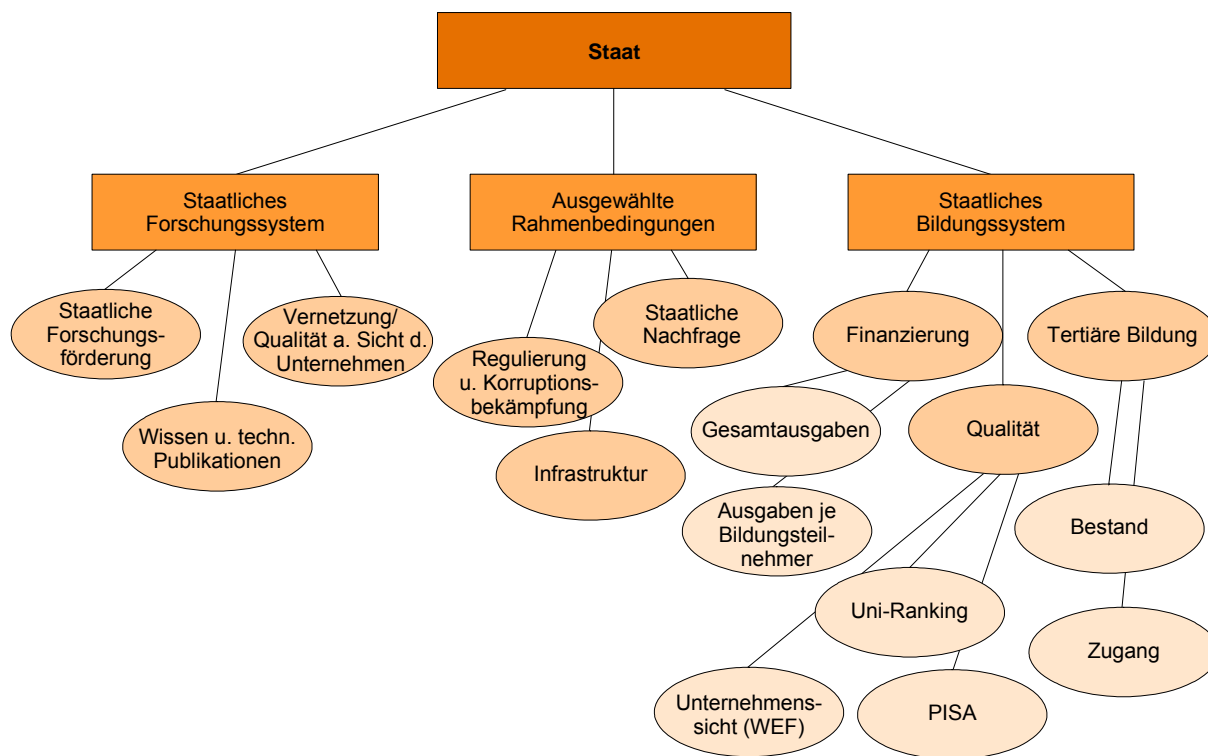 Staat
Staatliches
Forschungssystem
Ausgewählte
Rahmenbedingungen
Staatliches
Bildungssystem
Staatliche
Forschungs-
förderung
Vernetzung/
Qualität a. Sicht d.
Unternehmen
Wissen u. techn.
Publikationen
Regulierung
u. Korruptions-
bekämpfung
Staatliche
Nachfrage
Infrastruktur
Finanzierung
Tertiäre Bildung
Gesamtausgaben
Qualität
Ausgaben je
Bildungsteil-
nehmer
Bestand
Uni-Ranking
Zugang
Unternehmens-
sicht (WEF)
PISA